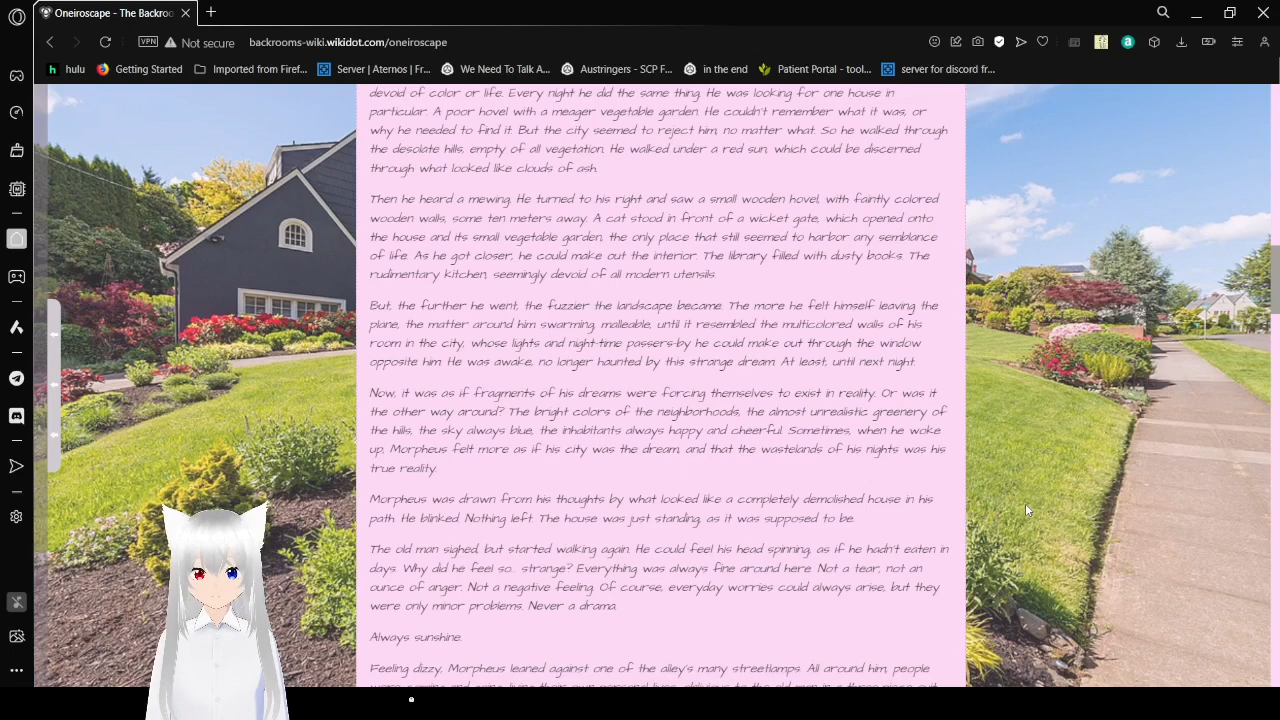 Oneiroscape - The Backroo
VPN
Not secure
backrooms-wiki.wikidot.com/oneiroscape
hulu
Getting Started
Imported from Firef...
Server | Aternos | Fr...
We Need To Talk A...
Austringers - SCP F...
in the end
Patient Portal - tool...
server for discord fr...
devoid of color or life. Every night he did the same thing. He was looking for one house in
particular. A poor hovel with a meager vegetable garden. He couldn't remember what it was, or
why he needed to find it. But the city seemed to reject him, no matter what. So he walked through
the desolate hills, empty of all vegetation. He walked under a red sun, which could be discerned
through what looked like clouds of ash.
Then he heard a mewing. He turned to his right and saw a small wooden hovel, with faintly colored
wooden walls, some ten meters away. A cat stood in front of a wicket gate, which opened onto
the house and its small vegetable garden, the only place that still seemed to harbor any semblance
of life. As he got closer, he could make out the interior. The library filled with dusty books. The
rudimentary kitchen, seemingly devoid of all modern utensils.
But, the further he went, the fuzzier the landscape became. The more he felt himself leaving the
plane, the matter around him swarming, malleable, until it resembled the multicolored walls of his
room in the city, whose lights and night-time passers-by he could make out through the window
opposite him. He was awake, no longer haunted by this strange dream. At least, until next night.
Now, it was as if fragments of his dreams were forcing themselves to exist in reality. Or was it
the other way around? The bright colors of the neighborhoods, the almost unrealistic greenery of
the hills, the sky always blue, the inhabitants always happy and cheerful. Sometimes, when he woke
up, Morpheus felt more as if his city was the dream, and that the wastelands of his nights was his
true reality.
Morpheus was drawn from his thoughts by what looked like a completely demolished house in his
path. He blinked. Nothing left. The house was just standing, as it was supposed to be.
The old man sighed, but started walking again. He could feel his head spinning, as if he hadn't eaten in
days. Why did he feel so... strange? Everything was always fine around here. Not a tear, not an
ounce of anger. Not a negative feeling. Of course, everyday worries could always arise, but they
were only minor problems. Never a drama.
Always sunshine.
Feeling dizzy, Morpheus leaned against one of the alley's many streetlamps. All around him, people
were coming and going, living their own personal lives, oblivious to the old man in a three-piece suit